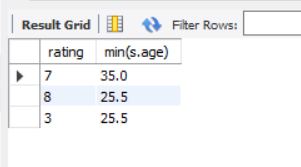 Result Grid Filter Rows:
rating min(s.age)
7 35.0
8 25.5
3 25.5